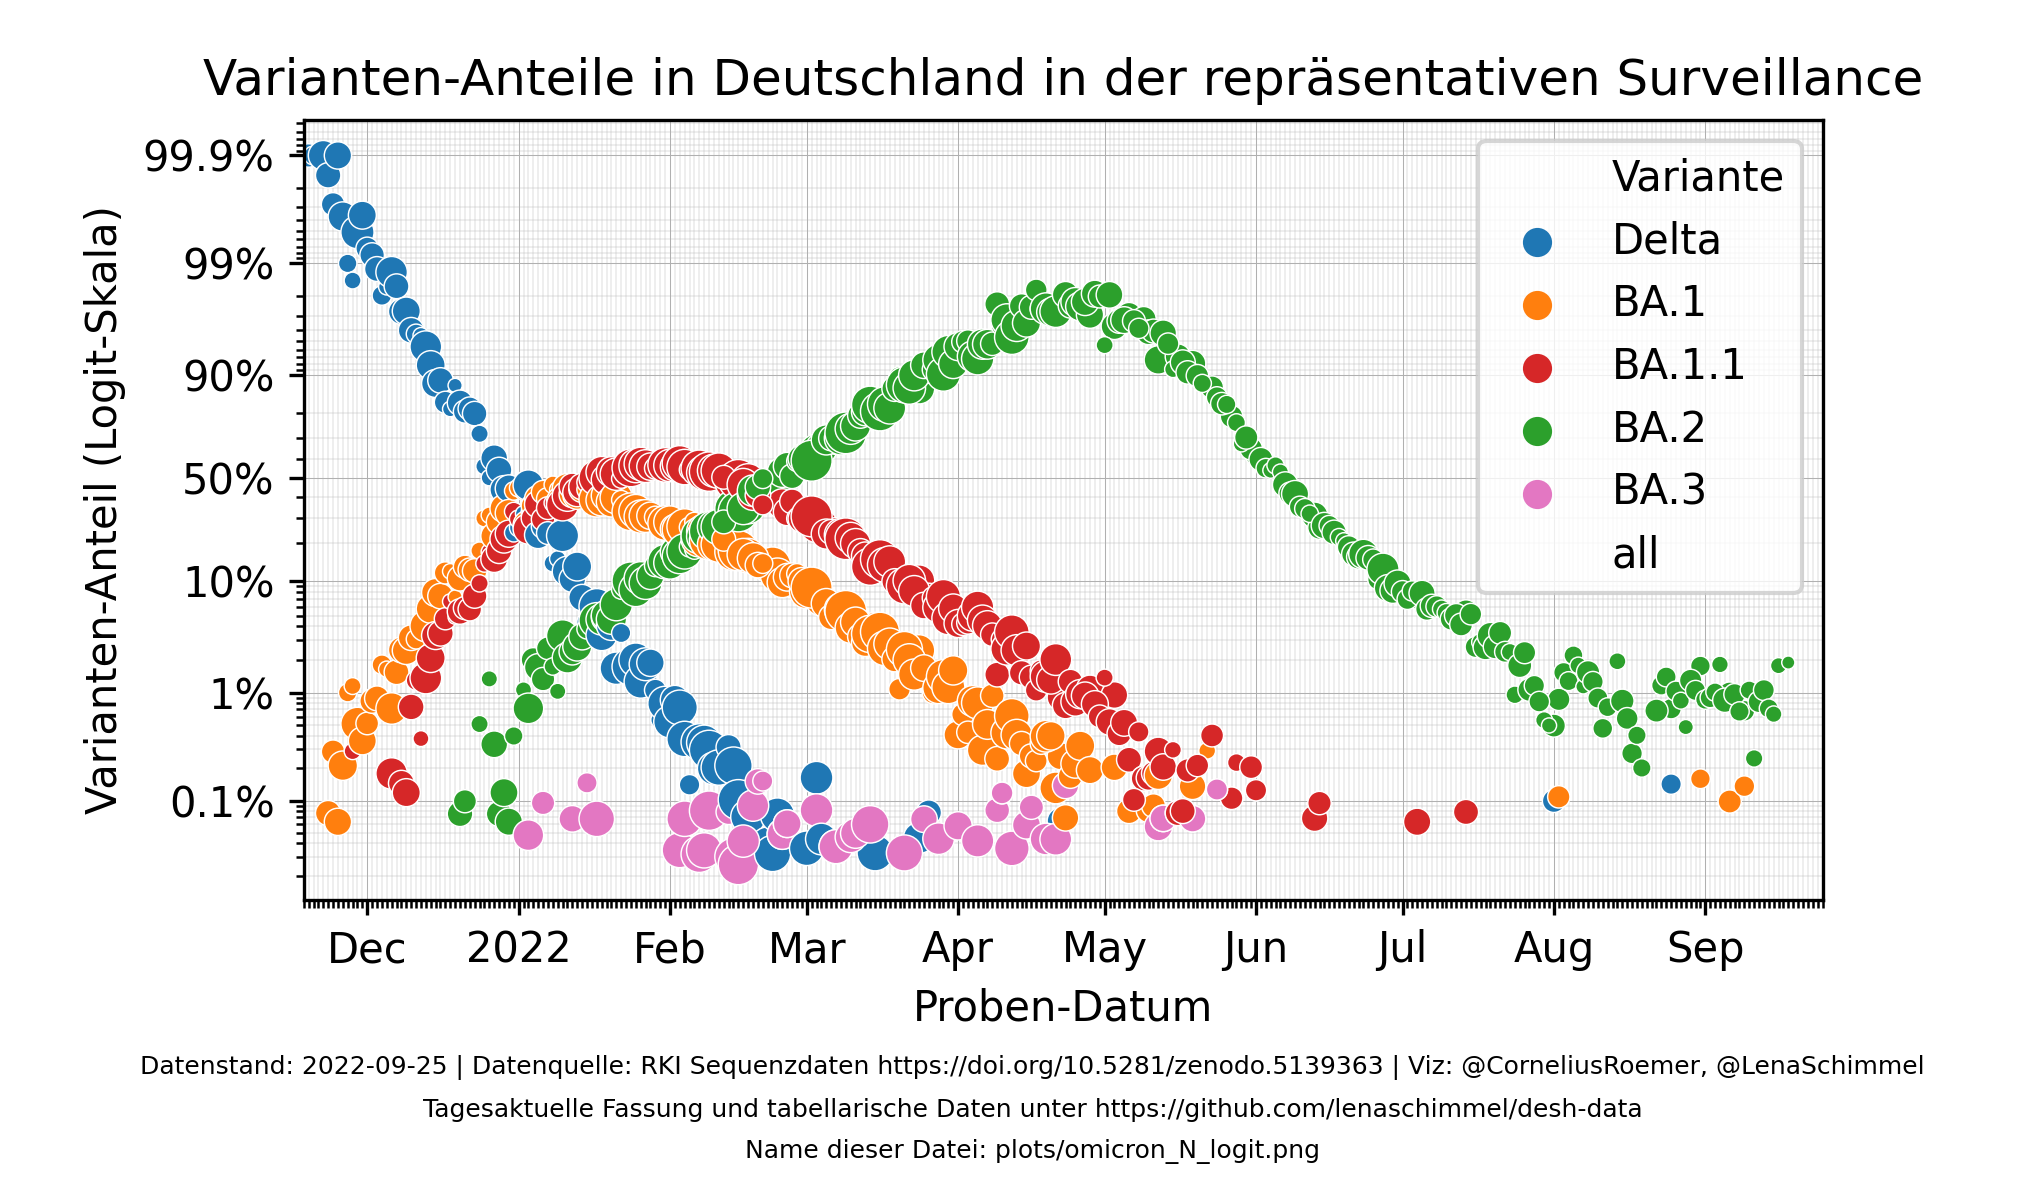 Varianten-Anteile in Deutschland in der repräsentativen Surveillance
Varianten-Anteil (Logit-Skala)
99.9%
99%
90%
50%
10%
1%
0.1%
Variante
Delta
BA.1
BA.1.1
BA.2
BA.3
all
Dec 2022 Feb Mar Apr May Jun Jul Aug Sep
Proben-Datum
Datenstand: 2022-09-25 | Datenquelle: RKI Sequenzdaten https://doi.org/10.5281/zenodo.5139363 | Viz: @CorneliusRoemer, @LenaSchimmel
Tagesaktuelle Fassung und tabellarische Daten unter https://github.com/lenaschimmel/desh-data
Name dieser Datei: plots/omicron_N_logit.png